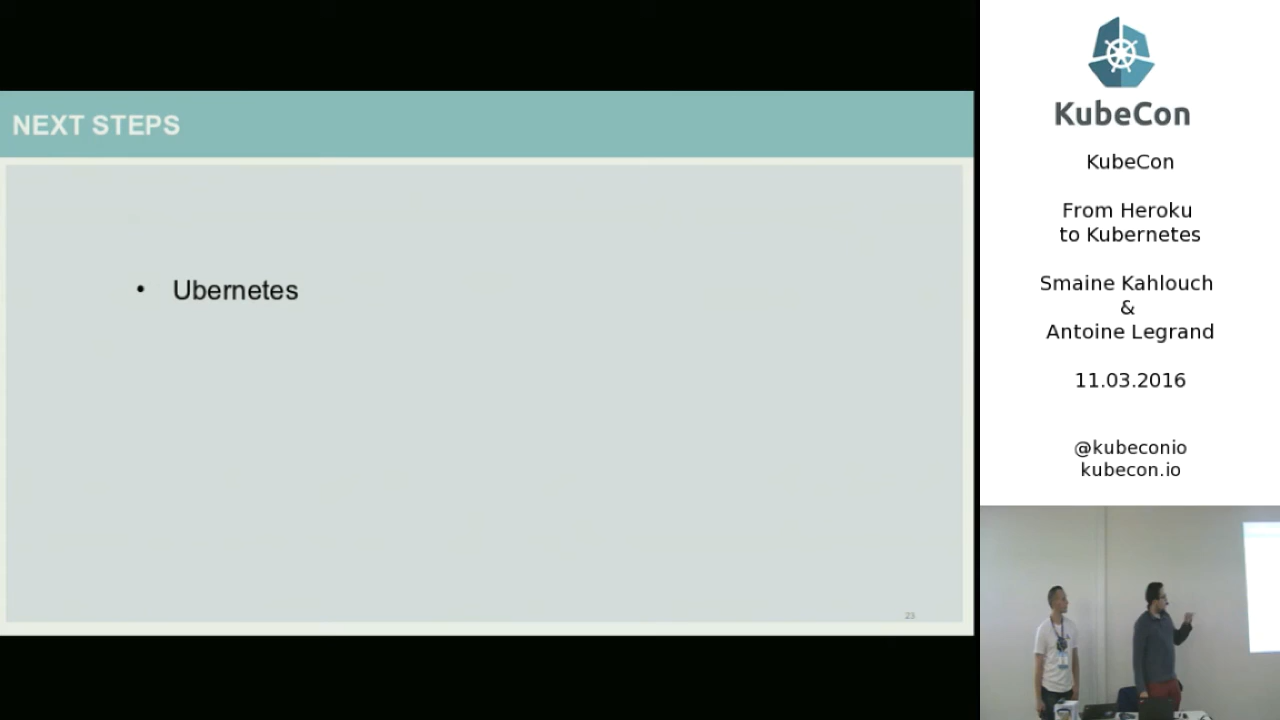 NEXT STEPS
• Ubernetes
23
KubeCon
KubeCon
From Heroku
to Kubernetes
Smaine Kahlouch
&
Antoine Legrand
11.03.2016
@kubeconio
kubecon.io